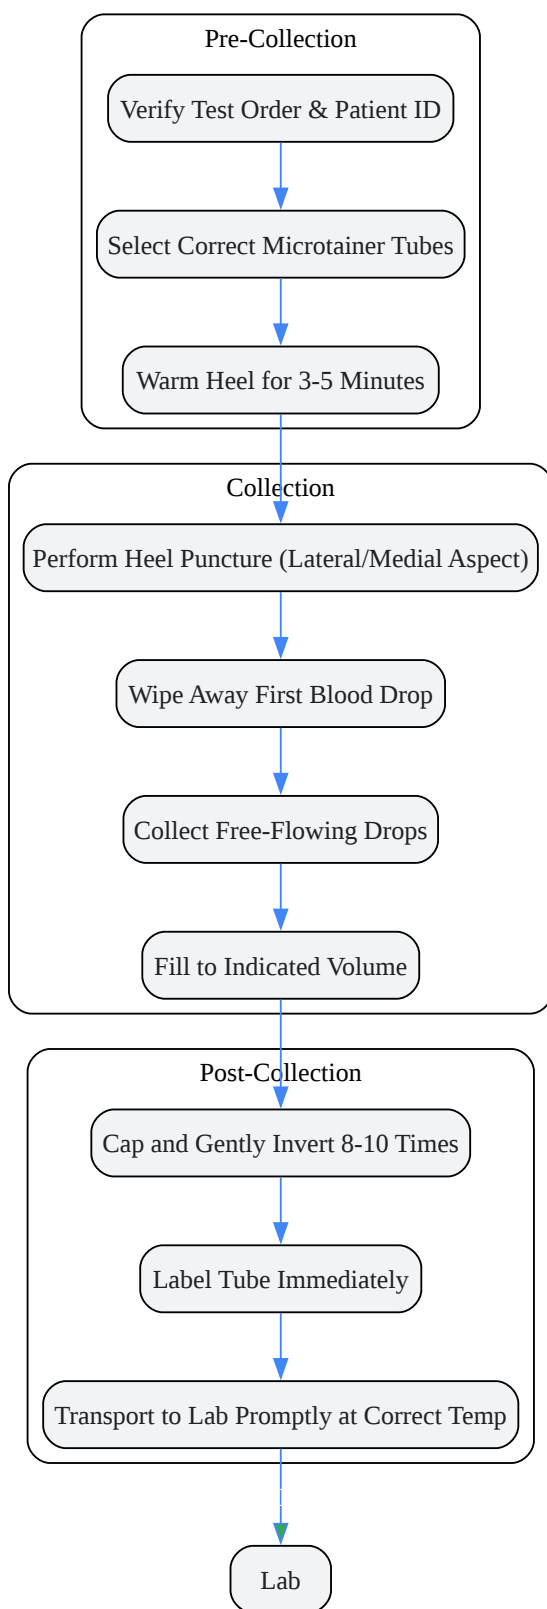 Pre-Collection
Verify Test Order & Patient ID
Select Correct Microtainer Tubes
Warm Heel for 3-5 Minutes
Collection
Perform Heel Puncture (Lateral/Medial Aspect)
Wipe Away First Blood Drop
Collect Free-Flowing Drops
Fill to Indicated Volume
Post-Collection
Cap and Gently Invert 8-10 Times
Label Tube Immediately
Transport to Lab Promptly at Correct Temp
Lab